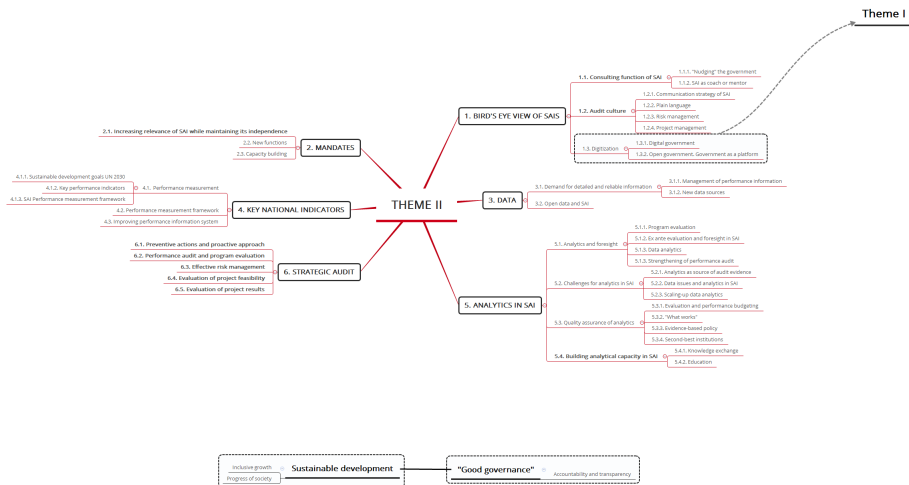 Theme I
THEME II
1. BIRD'S EYE VIEW OF SAIS
1.1. Consulting function of SAI
1.1.1. "Nudging" the government
1.1.2. SAI as coach or mentor
1.2. Audit culture
1.2.1. Communication strategy of SAI
1.2.2. Plain language
1.2.3. Risk management
1.2.4. Project management
1.3. Digitization
1.3.1. Digital government
1.3.2. Open government. Government as a platform
2. MANDATES
2.1. Increasing relevance of SAI while maintaining its independence
2.2. New functions
2.3. Capacity building
3. DATA
3.1. Demand for detailed and reliable information
3.1.1. Management of performance information
3.1.2. New data sources
3.2. Open data and SAI
4. KEY NATIONAL INDICATORS
4.1. Performance measurement
4.1.1. Sustainable development goals UN 2030
4.1.2. Key performance indicators
4.1.3. SAI Performance measurement framework
4.2. Performance measurement framework
4.3. Improving performance information system
5. ANALYTICS IN SAI
5.1. Analytics and foresight
5.1.1. Program evaluation
5.1.2. Ex ante evaluation and foresight in SAI
5.1.3. Data analytics
5.1.3. Strengthening of performance audit
5.2. Challenges for analytics in SAI
5.2.1. Analytics as source of audit evidence
5.2.2. Data issues and analytics in SAI
5.2.3. Scaling-up data analytics
5.3. Quality assurance of analytics
5.3.1. Evaluation and performance budgeting
5.3.2. "What works"
5.3.3. Evidence-based policy
5.3.4. Second-best institutions
5.4. Building analytical capacity in SAI
5.4.1. Knowledge exchange
5.4.2. Education
6. STRATEGIC AUDIT
6.1. Preventive actions and proactive approach
6.2. Performance audit and program evaluation
6.3. Effective risk management
6.4. Evaluation of project feasibility
6.5. Evaluation of project results
Sustainable development
Inclusive growth
Progress of society
"Good governance"
Accountability and transparency